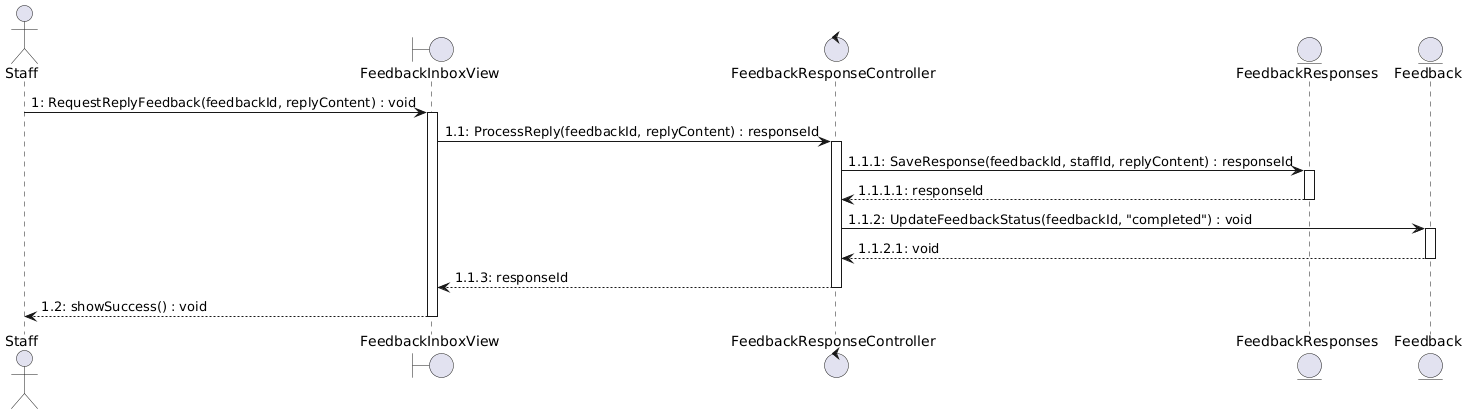 Staff
FeedbackInboxView
FeedbackResponseController
FeedbackResponses
Feedback
1: RequestReplyFeedback(feedbackId, replyContent) : void
1.1: ProcessReply(feedbackId, replyContent) : responseId
1.1.1: SaveResponse(feedbackId, staffId, replyContent) : responseId
1.1.1.1: responseId
1.1.2: UpdateFeedbackStatus(feedbackId, "completed") : void
1.1.2.1: void
1.1.3: responseId
1.2: showSuccess() : void
Staff
FeedbackInboxView
FeedbackResponseController
FeedbackResponses
Feedback